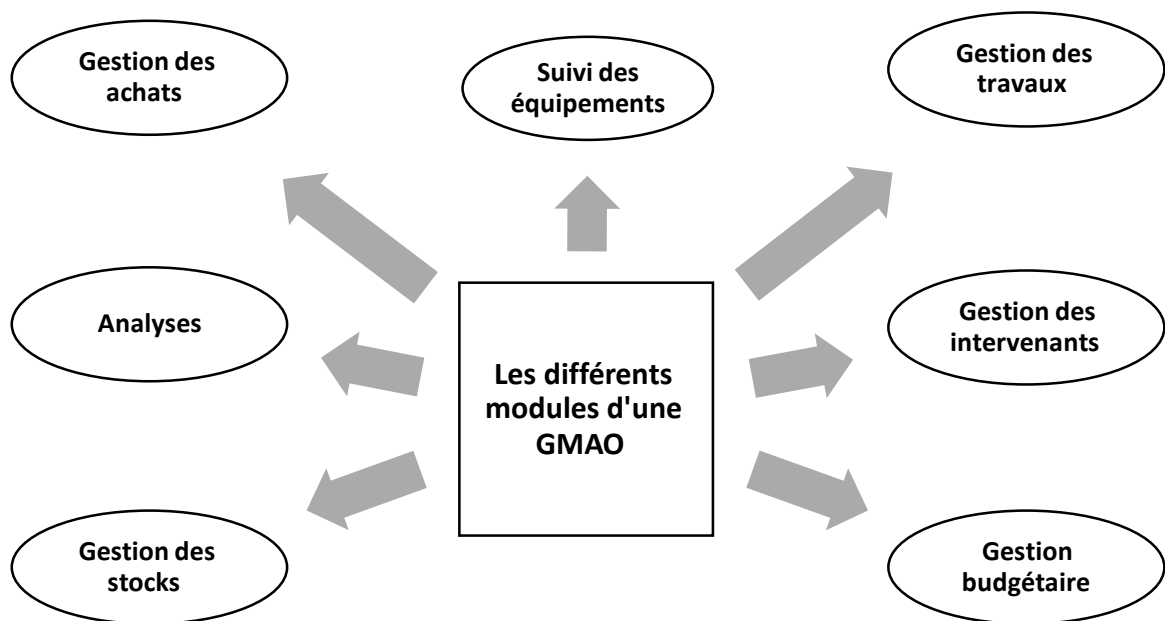 Gestion des
achats
Suivi des
équipements
Gestion des
travaux
Analyses
Gestion des
intervenants
Les différents
modules d'une
GMAO
Gestion des
stocks
Gestion
budgétaire